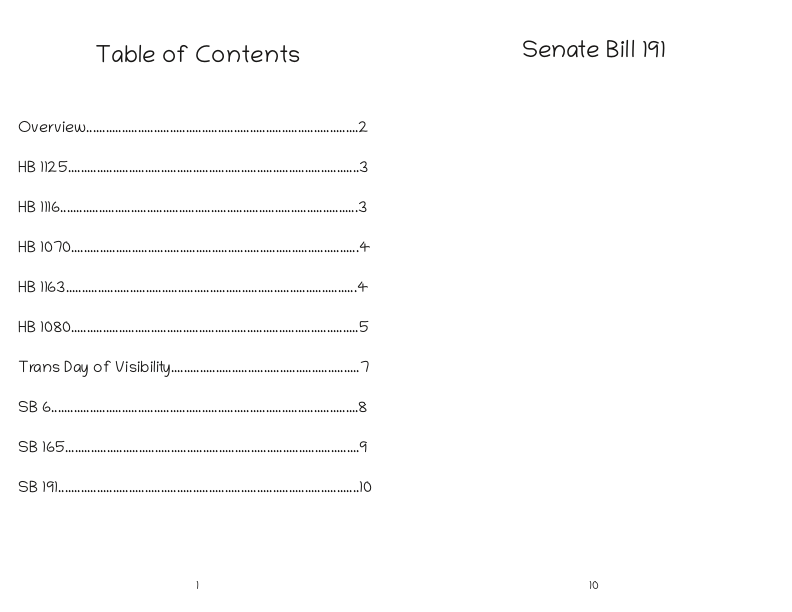 Table of Contents
Overview....................................................................................2
HB 1125..........................................................................................3
HB 1116............................................................................................3
HB 1070.........................................................................................4
HB 1163..........................................................................................4
HB 1080.........................................................................................5
Trans Day of Visibility..........................................................7
SB 6...............................................................................................8
SB 165...........................................................................................9
SB 191.............................................................................................10
1
Senate Bill 191
10